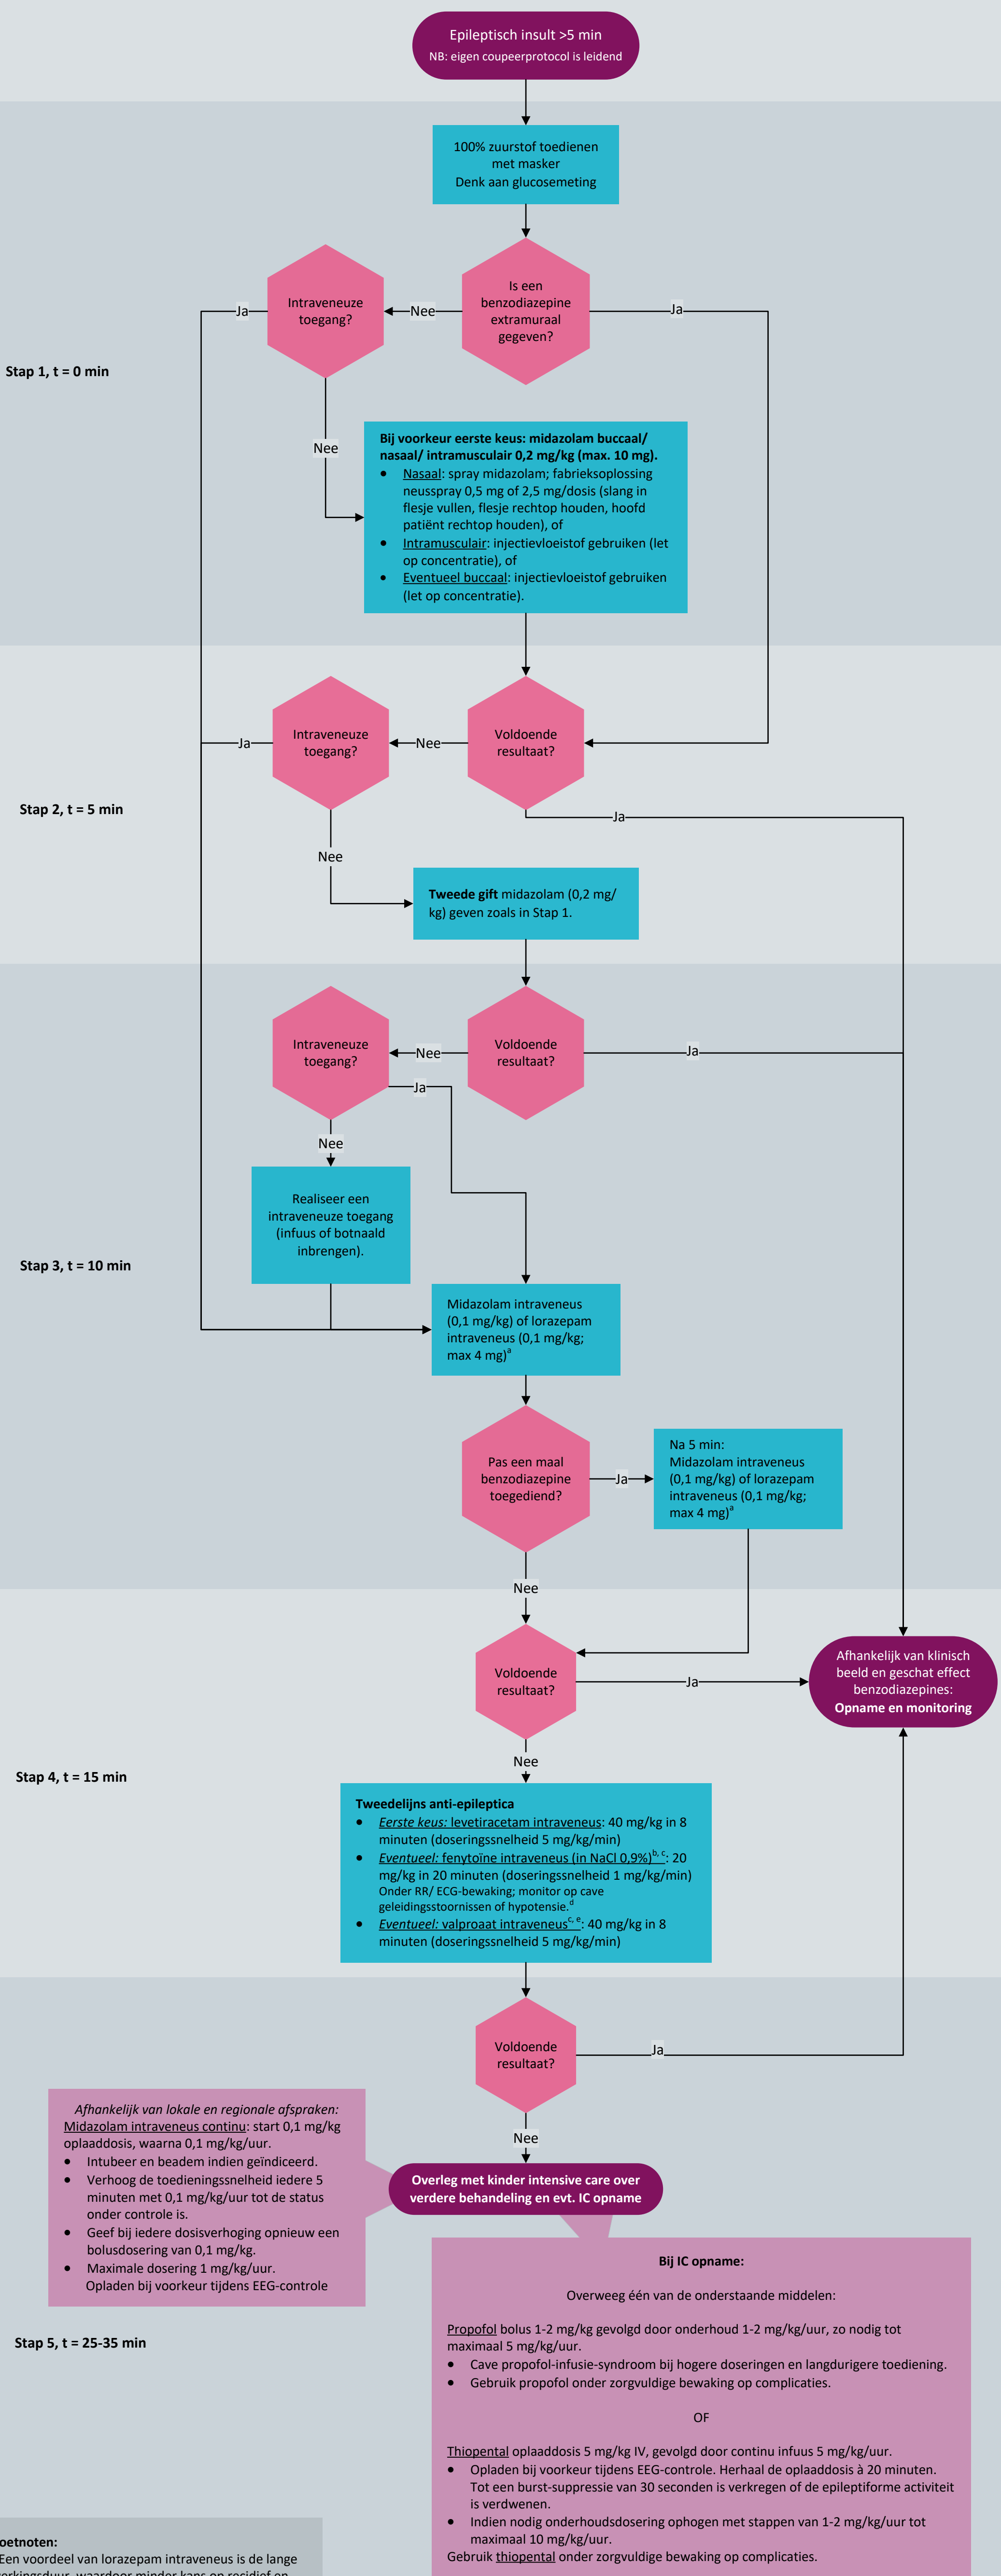 Epileptisch insult >5 min
NB: eigen coupeerprotocol is leidend
100% zuurstof toedienen
met masker
Denk aan glucosemeting
Is een
benzodiazepine
extramuraal
gegeven?
Nee
Ja
Intraveneuze
toegang?
Ja
Nee
Stap 1, t = 0 min
Bij voorkeur eerste keus: midazolam buccaal/
nasaal/ intramusculair 0,2 mg/kg (max. 10 mg).
● Nasaal: spray midazolam; fabrieksoplossing
neusspray 0,5 mg of 2,5 mg/dosis (slang in
flesje vullen, flesje rechtop houden, hoofd
patiënt rechtop houden), of
● Intramusculair: injectievloeistof gebruiken (let
op concentratie), of
● Eventueel buccaal: injectievloeistof gebruiken
(let op concentratie).
Voldoende
resultaat?
Nee
Ja
Intraveneuze
toegang?
Ja
Nee
Stap 2, t = 5 min
Tweede gift midazolam (0,2 mg/
kg) geven zoals in Stap 1.
Voldoende
resultaat?
Nee
Ja
Intraveneuze
toegang?
Ja
Nee
Realiseer een
intraveneuze toegang
(infuus of botnaald
inbrengen).
Stap 3, t = 10 min
Midazolam intraveneus
(0,1 mg/kg) of lorazepam
intraveneus (0,1 mg/kg;
max 4 mg)a
Pas een maal
benzodiazepine
toegediend?
Ja
Na 5 min:
Midazolam intraveneus
(0,1 mg/kg) of lorazepam
intraveneus (0,1 mg/kg;
max 4 mg)a
Nee
Voldoende
resultaat?
Ja
Afhankelijk van klinisch
beeld en geschat effect
benzodiazepines:
Opname en monitoring
Nee
Stap 4, t = 15 min
Tweedelijns anti-epileptica
● Eerste keus: levetiracetam intraveneus: 40 mg/kg in 8
minuten (doseringssnelheid 5 mg/kg/min)
● Eventueel: fenytoïne intraveneus (in NaCl 0,9%)b, c: 20
mg/kg in 20 minuten (doseringssnelheid 1 mg/kg/min)
Onder RR/ ECG-bewaking; monitor op cave
geleidingsstoornissen of hypotensie.d
● Eventueel: valproaat intraveneusc, e: 40 mg/kg in 8
minuten (doseringssnelheid 5 mg/kg/min)
Voldoende
resultaat?
Ja
Nee
Afhankelijk van lokale en regionale afspraken:
Midazolam intraveneus continu: start 0,1 mg/kg
oplaaddosis, waarna 0,1 mg/kg/uur.
● Intubeer en beadem indien geïndiceerd.
● Verhoog de toedieningssnelheid iedere 5
minuten met 0,1 mg/kg/uur tot de status
onder controle is.
● Geef bij iedere dosisverhoging opnieuw een
bolusdosering van 0,1 mg/kg.
● Maximale dosering 1 mg/kg/uur.
Opladen bij voorkeur tijdens EEG-controle
Overleg met kinder intensive care over
verdere behandeling en evt. IC opname
Stap 5, t = 25-35 min
Bij IC opname:
Overweeg één van de onderstaande middelen:
Propofol bolus 1-2 mg/kg gevolgd door onderhoud 1-2 mg/kg/uur, zo nodig tot
maximaal 5 mg/kg/uur.
● Cave propofol-infusie-syndroom bij hogere doseringen en langdurigere toediening.
● Gebruik propofol onder zorgvuldige bewaking op complicaties.
OF
Thiopental oplaaddosis 5 mg/kg IV, gevolgd door continu infuus 5 mg/kg/uur.
● Opladen bij voorkeur tijdens EEG-controle. Herhaal de oplaaddosis à 20 minuten.
Tot een burst-suppressie van 30 seconden is verkregen of de epileptiforme activiteit
is verdwenen.
● Indien nodig onderhoudsdosering ophogen met stappen van 1-2 mg/kg/uur tot
maximaal 10 mg/kg/uur.
Gebruik thiopental onder zorgvuldige bewaking op complicaties.
oetnoten:
Een voordeel van lorazepam intraveneus is de lange